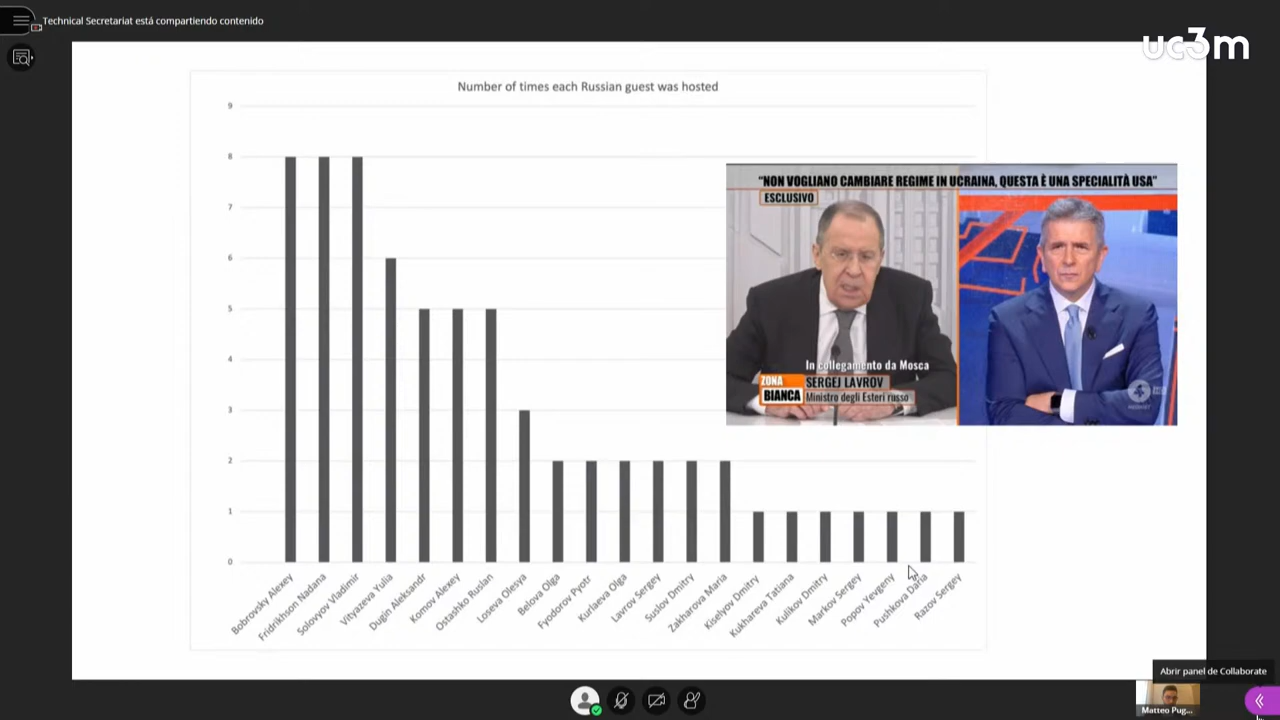 Technical Secretariat está compartiendo contenido
uc3m
Number of times each Russian guest was hosted
9
8
7
6
5
4
3
2
1
0
"NON VOGLIANO CAMBIARE REGIME IN UCRAINA, QUESTA È UNA SPECIALITÀ USA"
ESCLUSIVO
In collegamento da Mosca
ZONA BIANCA
SERGEJ LAVROV
Ministro degli Esteri russo
Bobrovsky Alexey
Fridrikhson Nadana
Solovyov Vladimir
Vityazeva Yulia
Dugin Aleksandr
Komov Alexey
Ostashko Ruslan
Loseva Olesya
Belova Olga
Fyodorov Pyotr
Kurlaeva Olga
Lavrov Sergey
Suslov Dmitry
Zakharova Maria
Kiselyov Dmitry
Kukhareva Tatiana
Kulikov Dmitry
Markov Sergey
Popov Yevgeny
Pushkova Daria
Razov Sergey
Abrir panel de Collaborate
Matteo Pug...